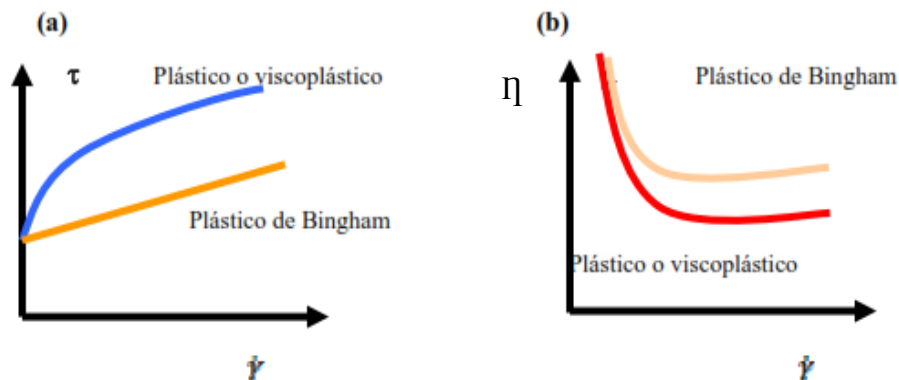 (a)
τ
Plástico o viscoplástico
Plástico de Bingham
γ̇
(b)
η
Plástico de Bingham
Plástico o viscoplástico
γ̇